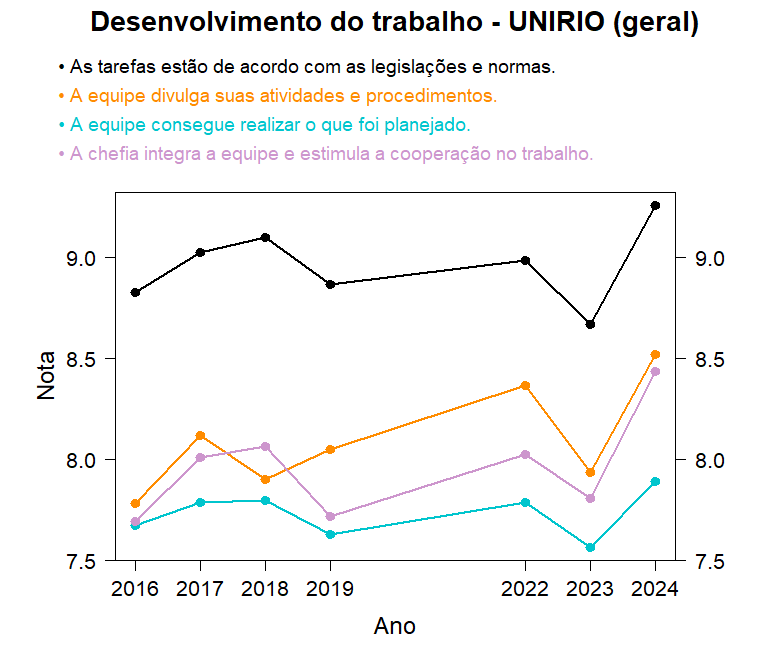 Desenvolvimento do trabalho - UNIRIO (geral)
• As tarefas estão de acordo com as legislações e normas.
• A equipe divulga suas atividades e procedimentos.
• A equipe consegue realizar o que foi planejado.
• A chefia integra a equipe e estimula a cooperação no trabalho.
9.0 9.0
8.5 8.5
Nota
8.0 8.0
7.5 7.5
2016 2017 2018 2019 2022 2023 2024
Ano